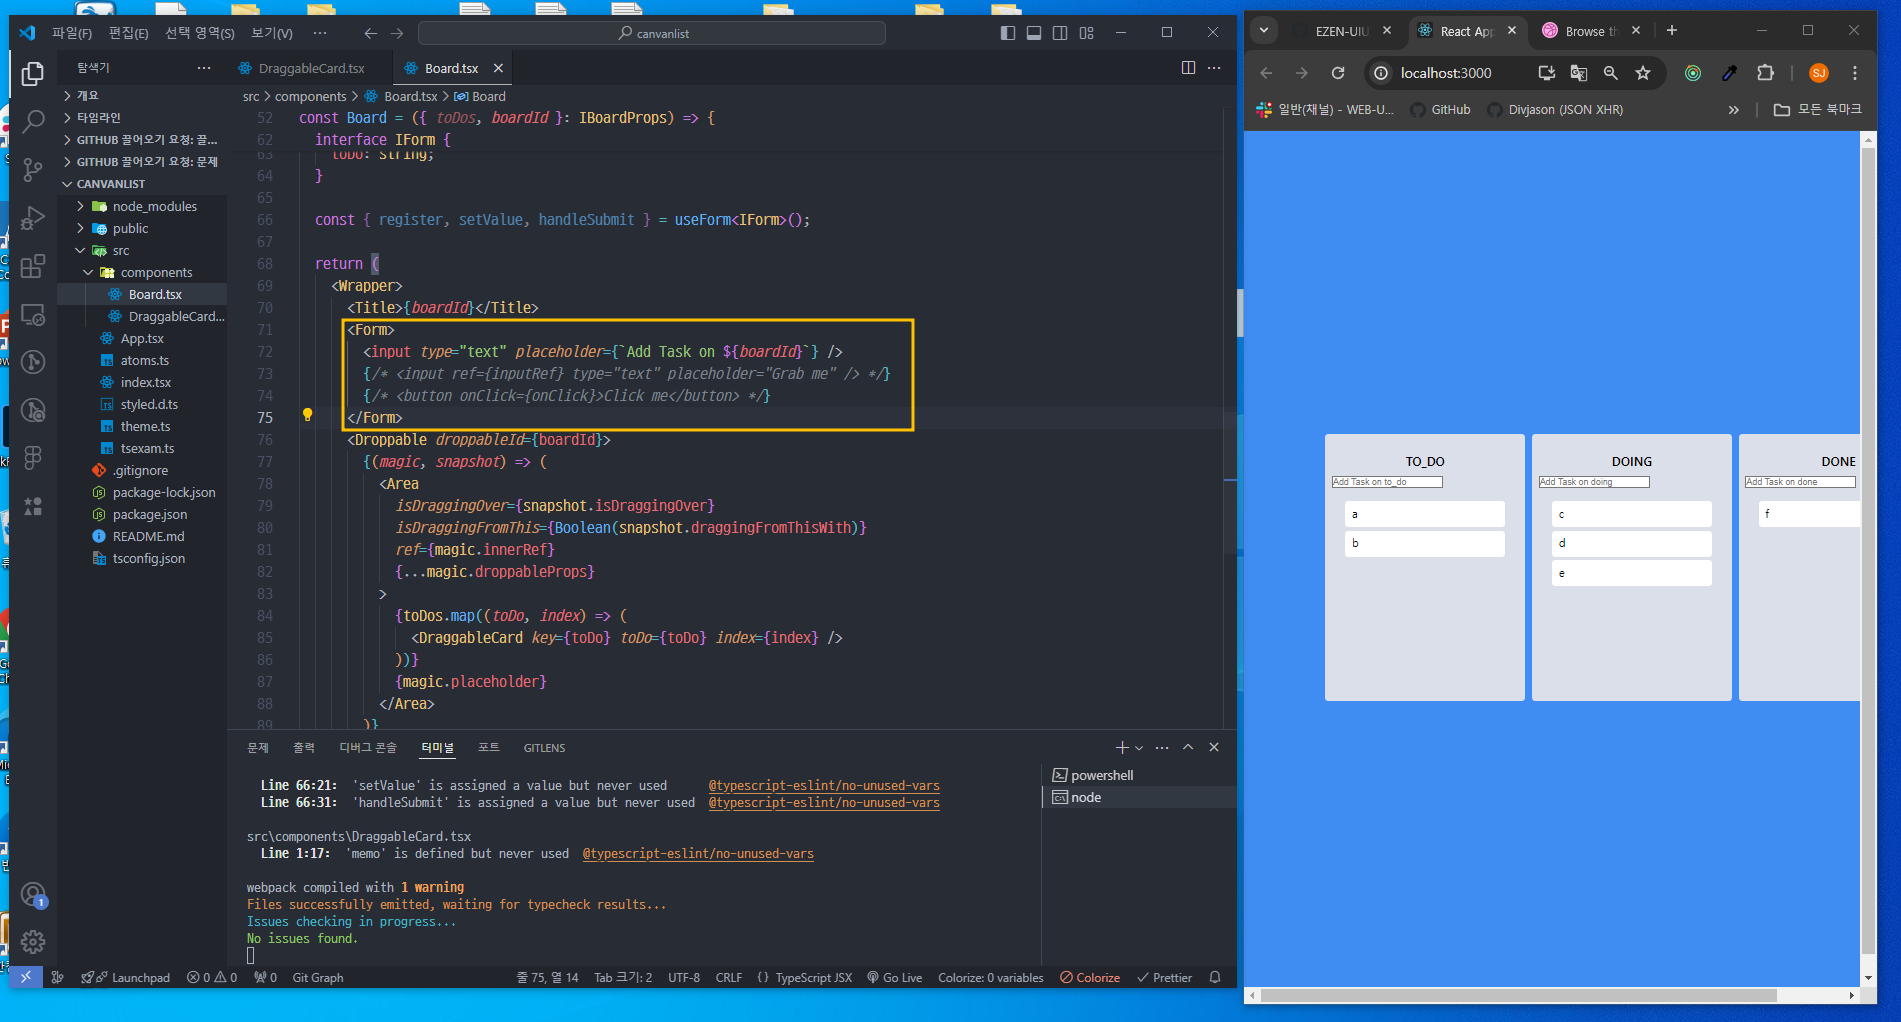 파일(F) 편집(E) 선택 영역(S) 보기(V) ··· canvanlist
탐색기 ···
개요
타임라인
GITHUB 끌어오기 요청: 끌...
GITHUB 끌어오기 요청: 문제
CANVANLIST
node_modules
public
src
components
Board.tsx
DraggableCard...
App.tsx
atoms.ts
index.tsx
styled.d.ts
theme.ts
tsexam.ts
.gitignore
package-lock.json
package.json
README.md
tsconfig.json
DraggableCard.tsx Board.tsx
src > components > Board.tsx > Board
52 const Board = ({ toDos, boardId }: IBoardProps) => {
62 interface IForm {
63 toDo: string;
64 }
65
66 const { register, setValue, handleSubmit } = useForm<IForm>();
67
68 return (
69 <Wrapper>
70 <Title>{boardId}</Title>
71 <Form>
72 <input type="text" placeholder={`Add Task on ${boardId}`} />
73 {/* <input ref={inputRef} type="text" placeholder="Grab me" /> */}
74 {/* <button onClick={onClick}>Click me</button> */}
75 </Form>
76 <Droppable droppableId={boardId}>
77 {(magic, snapshot) => (
78 <Area
79 isDraggingOver={snapshot.isDraggingOver}
80 isDraggingFromThis={Boolean(snapshot.draggingFromThisWith)}
81 ref={magic.innerRef}
82 {...magic.droppableProps}
83 >
84 {toDos.map((toDo, index) => (
85 <DraggableCard key={toDo} toDo={toDo} index={index} />
86 ))}
87 {magic.placeholder}
88 </Area>
89 )}
문제 출력 디버그 콘솔 터미널 포트 GITLENS
Line 66:21: 'setValue' is assigned a value but never used @typescript-eslint/no-unused-vars
Line 66:31: 'handleSubmit' is assigned a value but never used @typescript-eslint/no-unused-vars
src\components\DraggableCard.tsx
Line 1:17: 'memo' is defined but never used @typescript-eslint/no-unused-vars
webpack compiled with 1 warning
Files successfully emitted, waiting for typecheck results...
Issues checking in progress...
No issues found.
powershell
node
1
Launchpad 0 0 0 Git Graph 줄 75, 열 14 Tab 크기: 2 UTF-8 CRLF {} TypeScript JSX Go Live Colorize: 0 variables Colorize Prettier
EZEN-UIU React App Browse th
localhost:3000 SJ
일반(채널) - WEB-U... GitHub Divjason (JSON XHR) » 모든 북마크
TO_DO
Add Task on to_do
a
b
DOING
Add Task on doing
c
d
e
DONE
Add Task on done
f